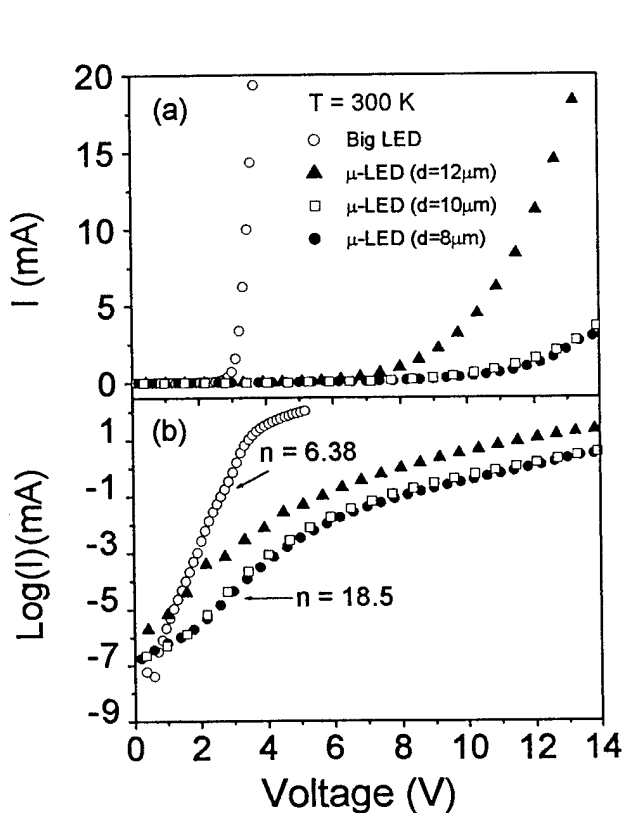 20
(a)
T = 300 K
Big LED
15
μ-LED (d=12μm)
μ-LED (d=10μm)
10
μ-LED (d=8μm)
I (mA)
5
0
1
(b)
n = 6.38
-1
-3
Log(I)(mA)
-5
n = 18.5
-7
-9
0 2 4 6 8 10 12 14
Voltage (V)